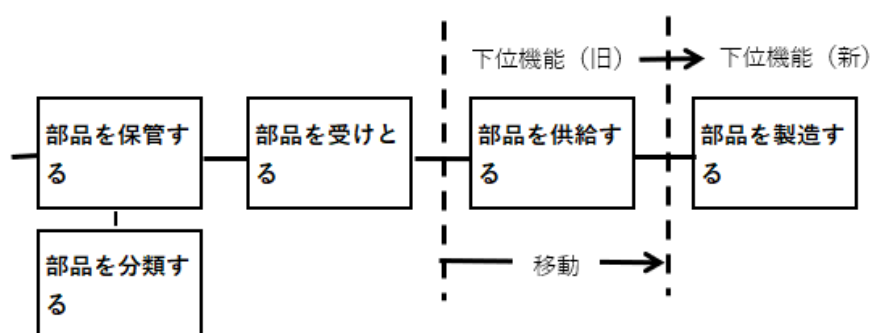 下位機能（旧）
下位機能（新）
部品を保管す
る
部品を受けと
る
部品を供給す
る
部品を製造す
る
移動
部品を分類す
る